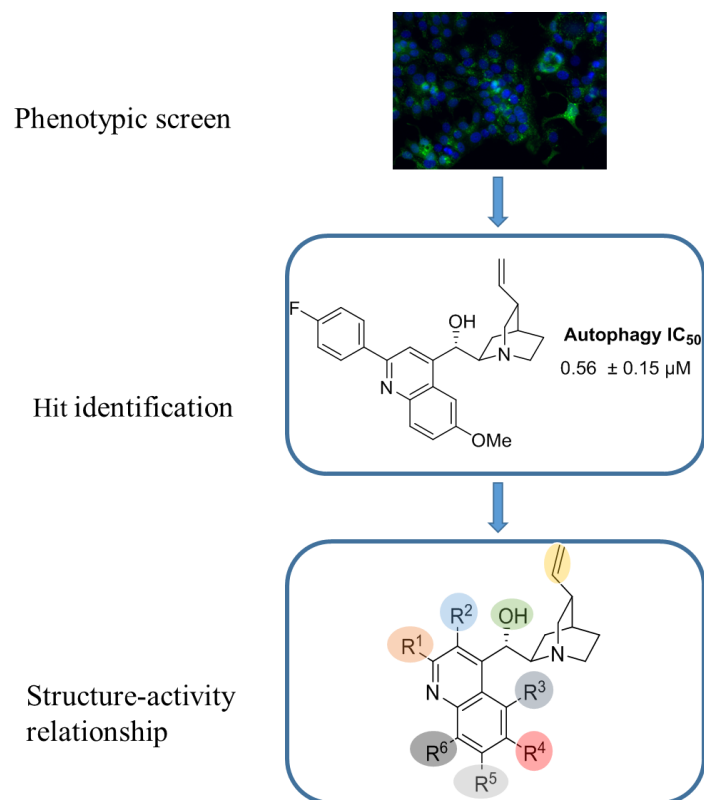 Phenotypic screen
F
OH
N
N
OMe
Autophagy IC₅₀
0.56 ± 0.15 µM
Hit identification
R²
OH
R¹
N
N
R³
R⁶
R⁴
R⁵
Structure-activity
relationship